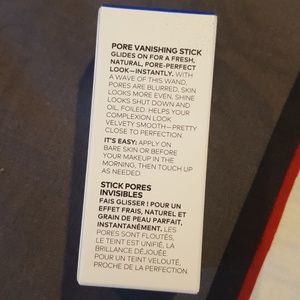 PORE VANISHING STICK
GLIDES ON FOR A FRESH,
NATURAL, PORE-PERFECT
LOOK—INSTANTLY. WITH
A WAVE OF THIS WAND,
PORES ARE BLURRED, SKIN
LOOKS MORE EVEN, SHINE
LOOKS SHUT DOWN AND
OIL, FOILED. HELPS YOUR
COMPLEXION LOOK
VELVETY SMOOTH—PRETTY
CLOSE TO PERFECTION
IT'S EASY: APPLY ON
BARE SKIN OR BEFORE
YOUR MAKEUP IN THE
MORNING, THEN TOUCH UP
AS NEEDED.
STICK PORES
INVISIBLES
FAIS GLISSER ! POUR UN
EFFET FRAIS, NATUREL ET
GRAIN DE PEAU PARFAIT,
INSTANTANÉMENT. LES
PORES SONT FLOUTÉS,
LE TEINT EST UNIFIÉ, LA
BRILLANCE DÉJOUÉE
POUR UN TEINT VELOUTÉ,
PROCHE DE LA PERFECTION